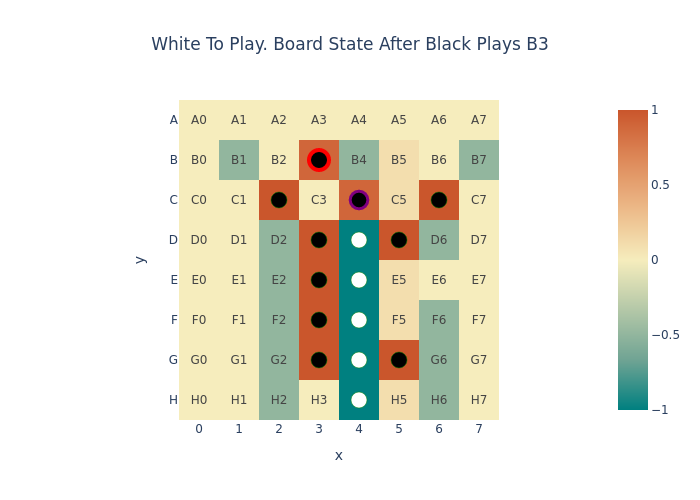 White To Play. Board State After Black Plays B3
A A0 A1 A2 A3 A4 A5 A6 A7
B B0 B1 B2 B4 B5 B6 B7
C C0 C1 C3 C5 C7
D D0 D1 D2 D6 D7
E E0 E1 E2 E5 E6 E7
F F0 F1 F2 F5 F6 F7
G G0 G1 G2 G6 G7
H H0 H1 H2 H3 H5 H6 H7
0 1 2 3 4 5 6 7
x
y
1
0.5
0
−0.5
−1